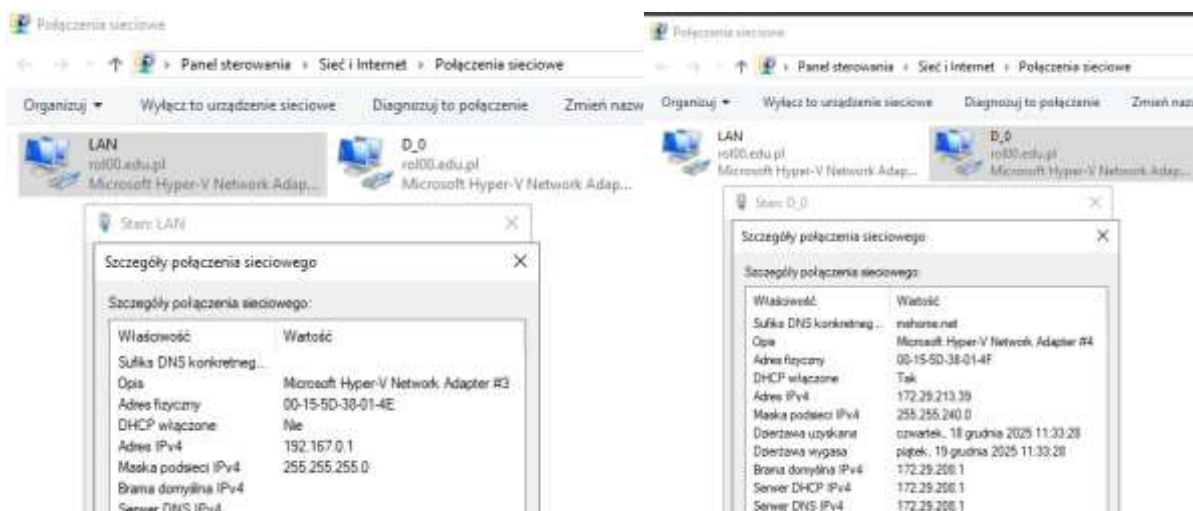 Połączenia sieciowe
Panel sterowania › Sieć i Internet › Połączenia sieciowe
Organizuj Wyłącz to urządzenie sieciowe Diagnozuj to połączenie Zmień nazw
LAN
rol00.edu.pl
Microsoft Hyper-V Network Adap...
D_0
rol00.edu.pl
Microsoft Hyper-V Network Adap...
Stan: LAN
Szczegóły połączenia sieciowego
Szczegóły połączenia sieciowego:
Właściwość Wartość
Sufiks DNS konkretneg...
Opis Microsoft Hyper-V Network Adapter #3
Adres fizyczny 00-15-5D-38-01-4E
DHCP włączone Nie
Adres IPv4 192.167.0.1
Maska podsieci IPv4 255.255.255.0
Brama domyślna IPv4
Serwer DNS IPv4
Połączenia sieciowe
Panel sterowania › Sieć i Internet › Połączenia sieciowe
Organizuj Wyłącz to urządzenie sieciowe Diagnozuj to połączenie Zmień naz
LAN
rol00.edu.pl
Microsoft Hyper-V Network Adap...
D_0
rol00.edu.pl
Microsoft Hyper-V Network Adap...
Stan: D_0
Szczegóły połączenia sieciowego
Szczegóły połączenia sieciowego:
Właściwość Wartość
Sufiks DNS konkretneg... mshome.net
Opis Microsoft Hyper-V Network Adapter #4
Adres fizyczny 00-15-5D-38-01-4F
DHCP włączone Tak
Adres IPv4 172.29.213.39
Maska podsieci IPv4 255.255.240.0
Dzierżawa uzyskana czwartek, 18 grudnia 2025 11:33:28
Dzierżawa wygasa piątek, 19 grudnia 2025 11:33:28
Brama domyślna IPv4 172.29.208.1
Serwer DHCP IPv4 172.29.208.1
Serwer DNS IPv4 172.29.208.1